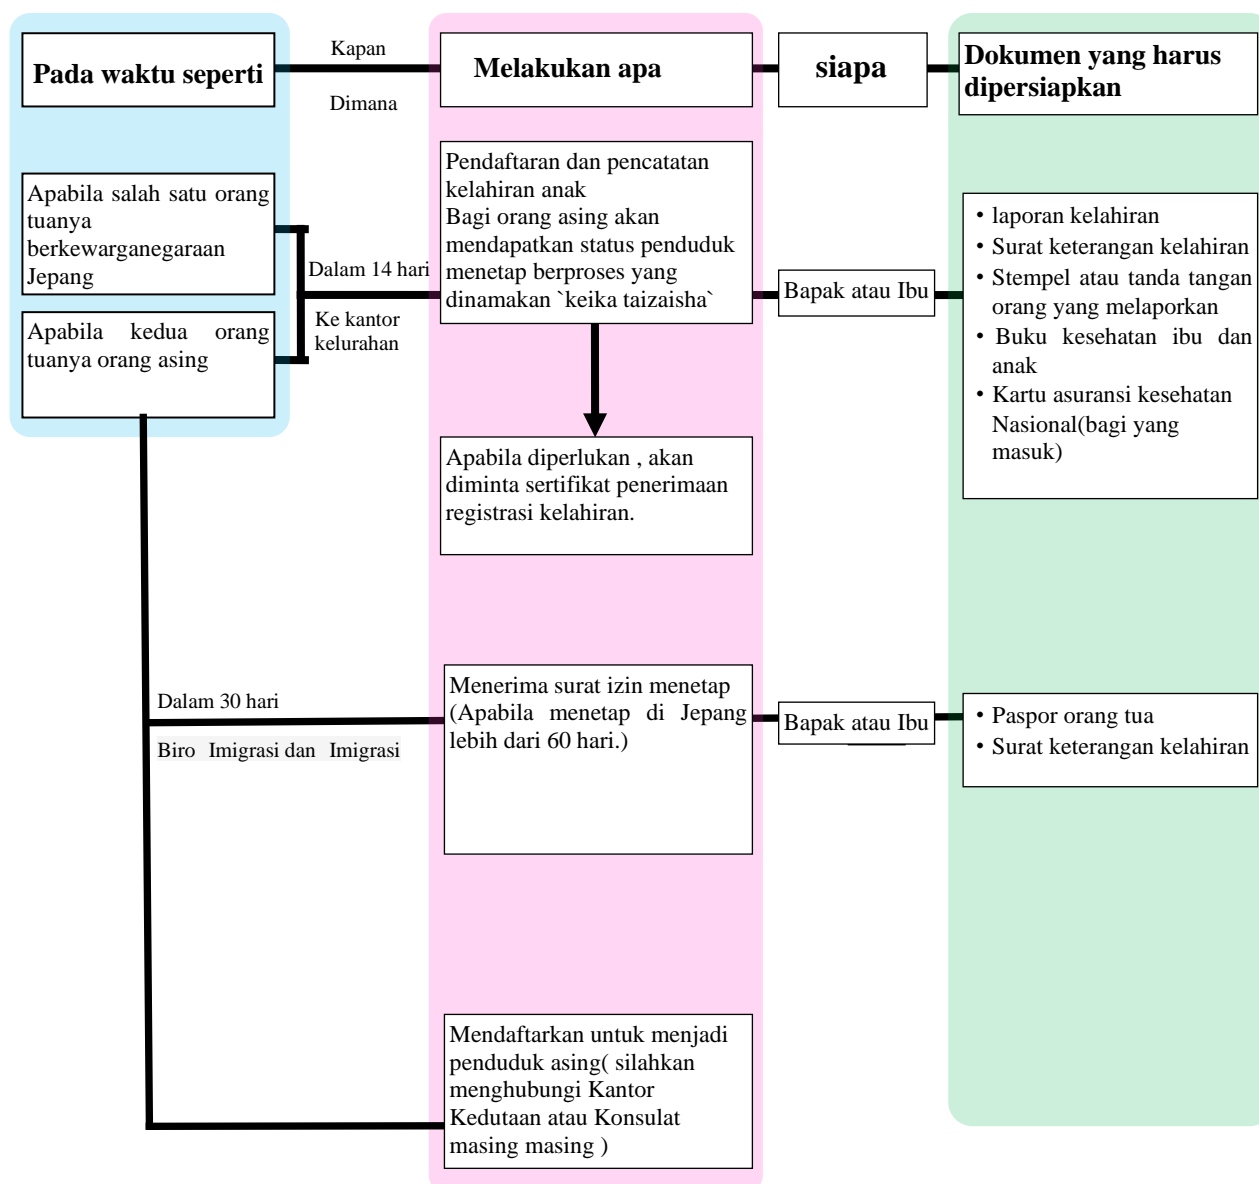 Pada waktu seperti
Kapan
Dimana
Melakukan apa
siapa
Dokumen yang harus
dipersiapkan
Apabila salah satu orang
tuanya
berkewarganegaraan
Jepang
Apabila kedua orang
tuanya orang asing
Dalam 14 hari
Ke kantor
kelurahan
Pendaftaran dan pencatatan
kelahiran anak
Bagi orang asing akan
mendapatkan status penduduk
menetap berproses yang
dinamakan `keika taizaisha`
Bapak atau Ibu
・laporan kelahiran
・Surat keterangan kelahiran
・Stempel atau tanda tangan
orang yang melaporkan
・Buku kesehatan ibu dan
anak
・Kartu asuransi kesehatan
Nasional(bagi yang
masuk)
Apabila diperlukan , akan
diminta sertifikat penerimaan
registrasi kelahiran.
Dalam 30 hari
Biro Imigrasi dan Imigrasi
Menerima surat izin menetap
(Apabila menetap di Jepang
lebih dari 60 hari.)
Bapak atau Ibu
・Paspor orang tua
・Surat keterangan kelahiran
Mendaftarkan untuk menjadi
penduduk asing( silahkan
menghubungi Kantor
Kedutaan atau Konsulat
masing masing )